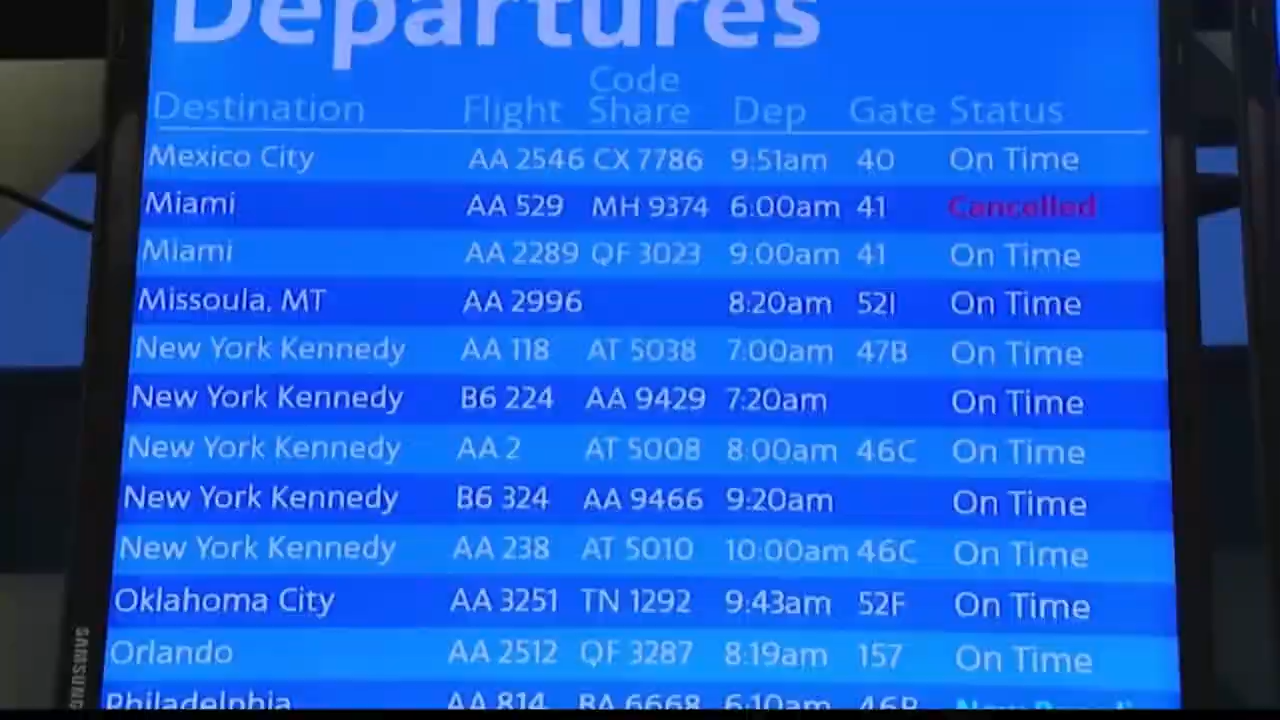 Departures
Destination Flight Code Share Dep Gate Status
Mexico City AA 2546 CX 7786 9:51am 40 On Time
Miami AA 529 MH 9374 6:00am 41 Cancelled
Miami AA 2289 QF 3023 9:00am 41 On Time
Missoula, MT AA 2996 8:20am 52I On Time
New York Kennedy AA 118 AT 5038 7:00am 47B On Time
New York Kennedy B6 224 AA 9429 7:20am On Time
New York Kennedy AA 2 AT 5008 8:00am 46C On Time
New York Kennedy B6 324 AA 9466 9:20am On Time
New York Kennedy AA 238 AT 5010 10:00am 46C On Time
Oklahoma City AA 3251 TN 1292 9:43am 52F On Time
Orlando AA 2512 QF 3287 8:19am 157 On Time
Philadelphia AA 814 BA 6668 6:10am Now
SAMSUNG